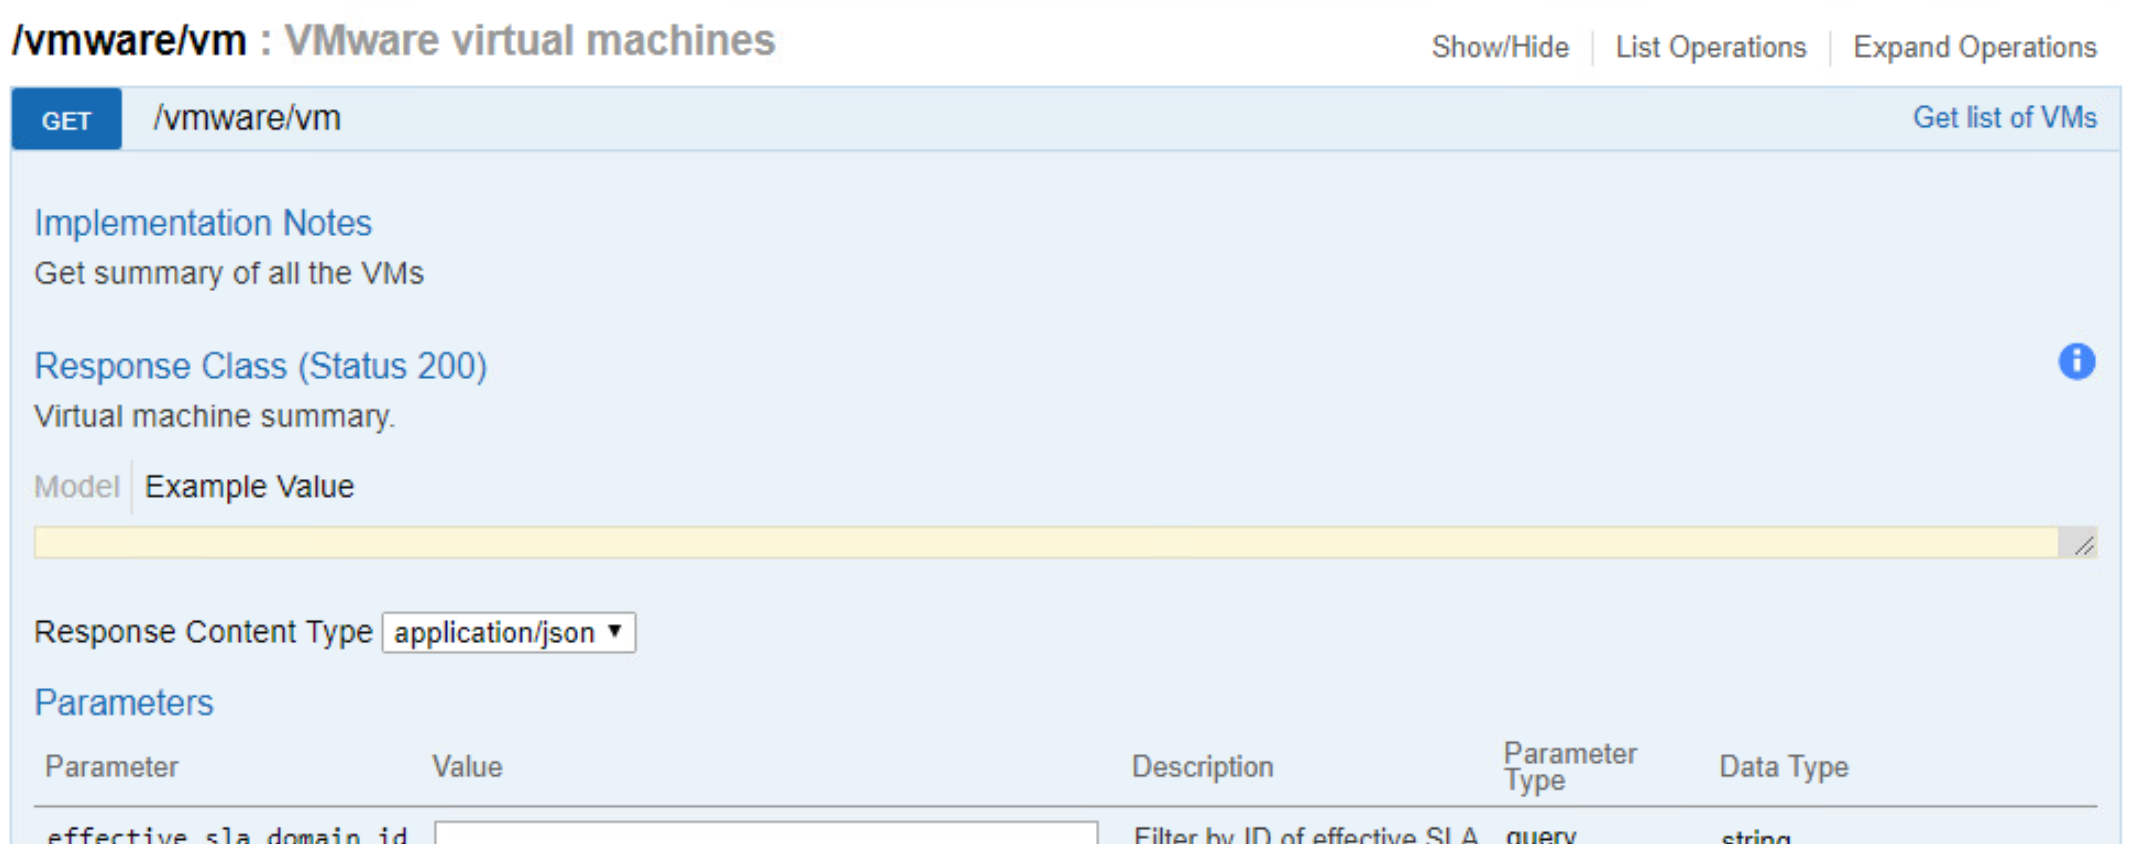 /vmware/vm : VMware virtual machines
Show/Hide List Operations Expand Operations
GET /vmware/vm Get list of VMs
Implementation Notes
Get summary of all the VMs
Response Class (Status 200)
Virtual machine summary.
Model Example Value
Response Content Type application/json
Parameters
Parameter Value Description Parameter Type Data Type
effective_sla_domain_id Filter by ID of effective SLA query string